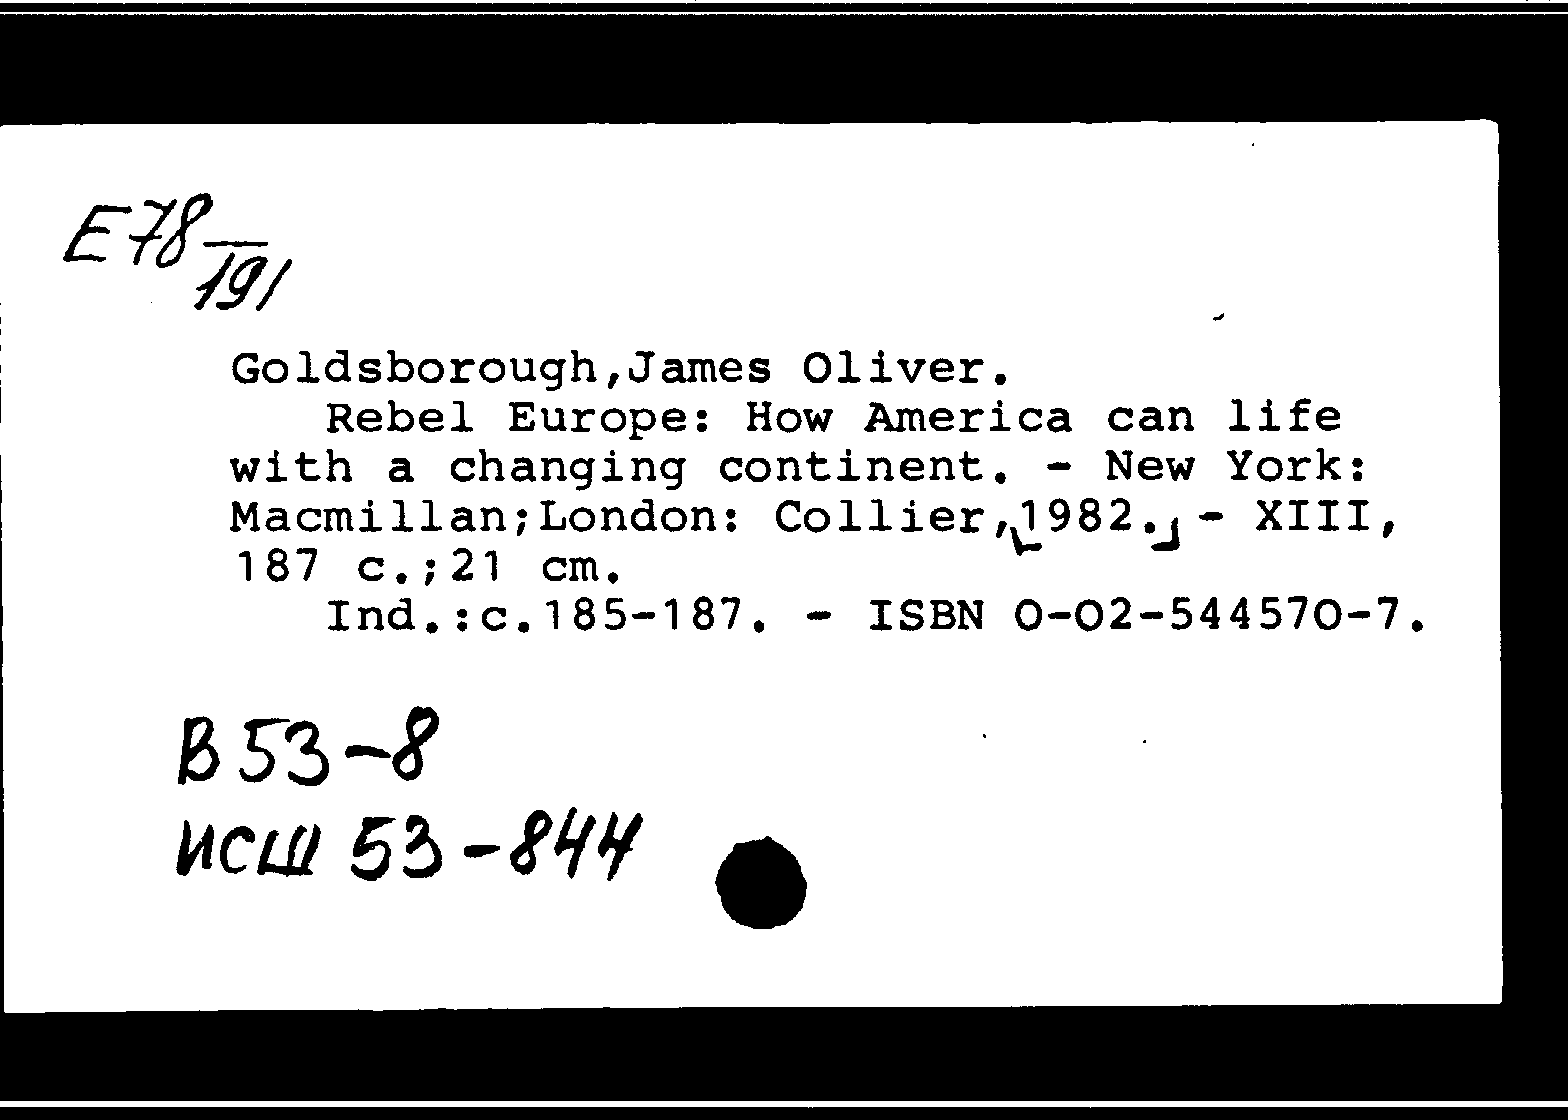 E78
191
Goldsborough,James Oliver.
Rebel Europe: How America can life
with a changing continent. - New York:
Macmillan;London: Collier,[1982.] - XIII,
187 c.;21 cm.
Ind.:c.185-187. - ISBN 0-02-544570-7.
В 53-8
ИСШ 53-844